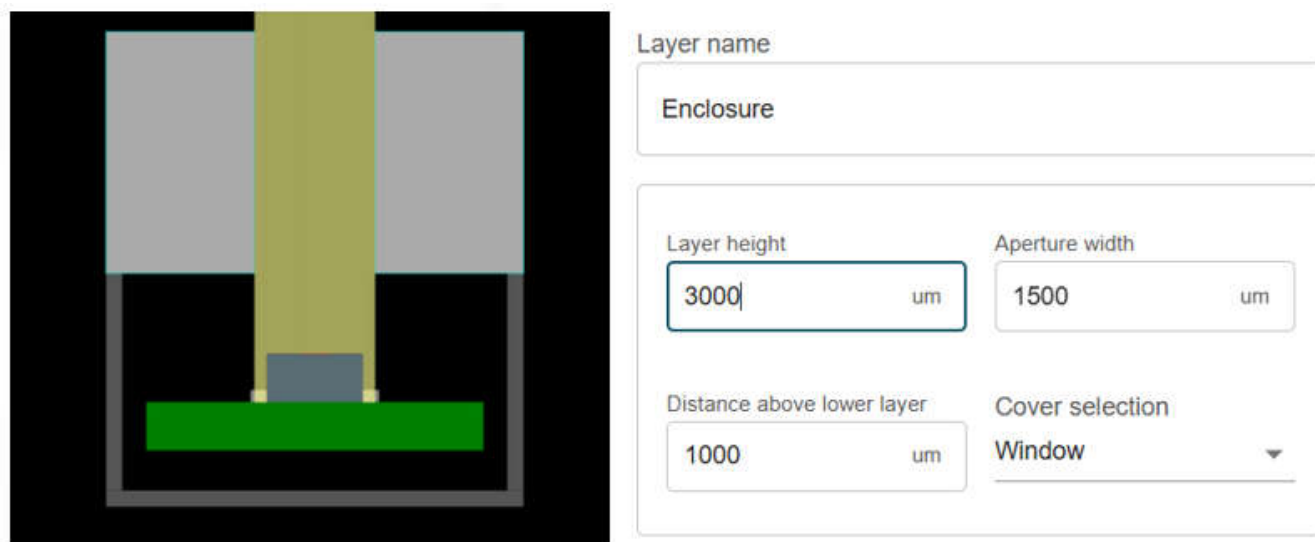 Layer name
Enclosure
Layer height
Aperture width
3000 um
1500 um
Distance above lower layer
Cover selection
1000 um
Window